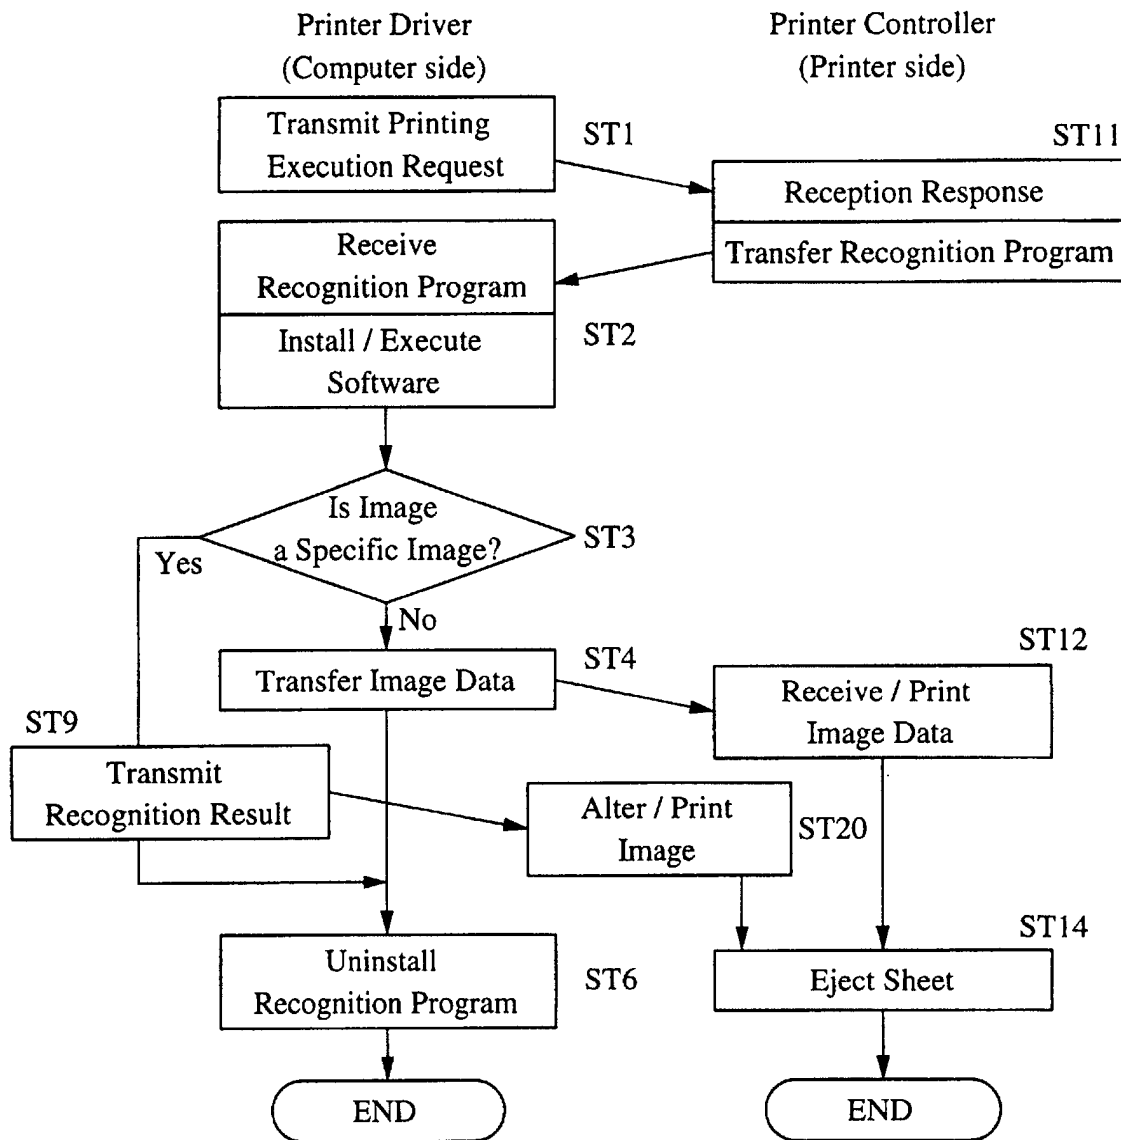 Printer Driver
(Computer side)
Printer Controller
(Printer side)
Transmit Printing
Execution Request
ST1
ST11
Reception Response
Transfer Recognition Program
Receive
Recognition Program
Install / Execute
Software
ST2
Is Image
a Specific Image?
ST3
Yes
No
Transfer Image Data
ST4
ST12
Receive / Print
Image Data
ST9
Transmit
Recognition Result
Alter / Print
Image
ST20
Uninstall
Recognition Program
ST6
ST14
Eject Sheet
END
END